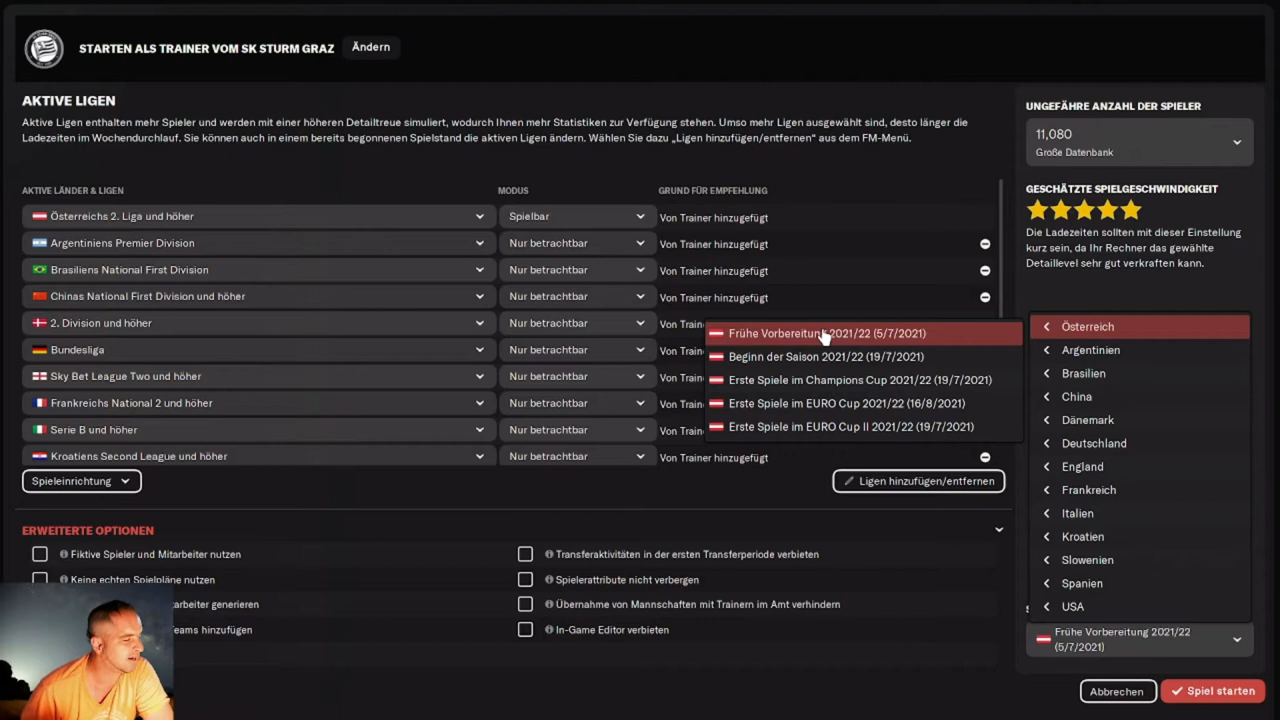 STARTEN ALS TRAINER VOM SK STURM GRAZ Ändern
AKTIVE LIGEN
Aktive Ligen enthalten mehr Spieler und werden mit einer höheren Detailtreue simuliert, wodurch Ihnen mehr Statistiken zur Verfügung stehen. Umso mehr Ligen ausgewählt sind, desto länger die
Ladezeiten im Wochendurchlauf. Sie können auch in einem bereits begonnenen Spielstand die aktiven Ligen ändern. Wählen Sie dazu „Ligen hinzufügen/entfernen“ aus dem FM-Menü.
AKTIVE LÄNDER & LIGEN MODUS GRUND FÜR EMPFEHLUNG
Österreichs 2. Liga und höher Spielbar Von Trainer hinzugefügt
Argentiniens Premier Division Nur betrachtbar Von Trainer hinzugefügt
Brasiliens National First Division Nur betrachtbar Von Trainer hinzugefügt
Chinas National First Division und höher Nur betrachtbar Von Trainer hinzugefügt
2. Division und höher Nur betrachtbar Von Train
Bundesliga Nur betrachtbar Von Train
Sky Bet League Two und höher Nur betrachtbar Von Train
Frankreichs National 2 und höher Nur betrachtbar Von Train
Serie B und höher Nur betrachtbar Von Train
Kroatiens Second League und höher Nur betrachtbar Von Trainer hinzugefügt
Frühe Vorbereitung 2021/22 (5/7/2021)
Beginn der Saison 2021/22 (19/7/2021)
Erste Spiele im Champions Cup 2021/22 (19/7/2021)
Erste Spiele im EURO Cup 2021/22 (16/8/2021)
Erste Spiele im EURO Cup II 2021/22 (19/7/2021)
Spieleinrichtung Ligen hinzufügen/entfernen
ERWEITERTE OPTIONEN
Fiktive Spieler und Mitarbeiter nutzen Transferaktivitäten in der ersten Transferperiode verbieten
Keine echten Spielpläne nutzen Spielerattribute nicht verbergen
arbeiter generieren Übernahme von Mannschaften mit Trainern im Amt verhindern
Teams hinzufügen In-Game Editor verbieten
UNGEFÄHRE ANZAHL DER SPIELER
11,080
Große Datenbank
GESCHÄTZTE SPIELGESCHWINDIGKEIT
Die Ladezeiten sollten mit dieser Einstellung
kurz sein, da Ihr Rechner das gewählte
Detaillevel sehr gut verkraften kann.
Österreich
Argentinien
Brasilien
China
Dänemark
Deutschland
England
Frankreich
Italien
Kroatien
Slowenien
Spanien
USA
Frühe Vorbereitung 2021/22
(5/7/2021)
Abbrechen Spiel starten